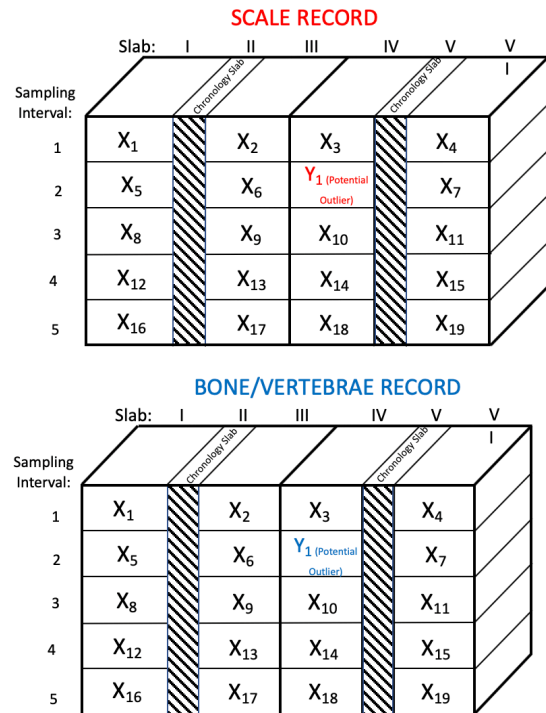 SCALE RECORD
Slab: I II III IV V V
I
Chronology Slab Chronology Slab
Sampling
Interval:
1 X₁ X₂ X₃ X₄
2 X₅ X₆ Y₁ (Potential Outlier) X₇
3 X₈ X₉ X₁₀ X₁₁
4 X₁₂ X₁₃ X₁₄ X₁₅
5 X₁₆ X₁₇ X₁₈ X₁₉
BONE/VERTEBRAE RECORD
Slab: I II III IV V V
I
Chronology Slab Chronology Slab
Sampling
Interval:
1 X₁ X₂ X₃ X₄
2 X₅ X₆ Y₁ (Potential Outlier) X₇
3 X₈ X₉ X₁₀ X₁₁
4 X₁₂ X₁₃ X₁₄ X₁₅
5 X₁₆ X₁₇ X₁₈ X₁₉